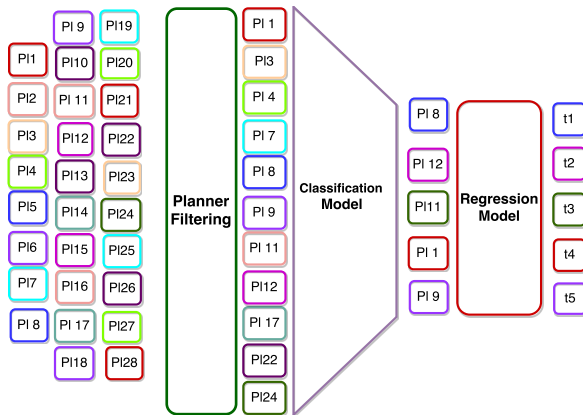 Pl1
Pl2
Pl3
Pl4
Pl5
Pl6
Pl7
Pl 8
Pl 9
Pl10
Pl 11
Pl12
Pl13
Pl14
Pl15
Pl16
Pl 17
Pl18
Pl19
Pl20
Pl21
Pl22
Pl23
Pl24
Pl25
Pl26
Pl27
Pl28
Planner
Filtering
Pl 1
Pl3
Pl 4
Pl 7
Pl 8
Pl 9
Pl 11
Pl12
Pl 17
Pl22
Pl24
Classification
Model
Pl 8
Pl 12
Pl11
Pl 1
Pl 9
Regression
Model
t1
t2
t3
t4
t5